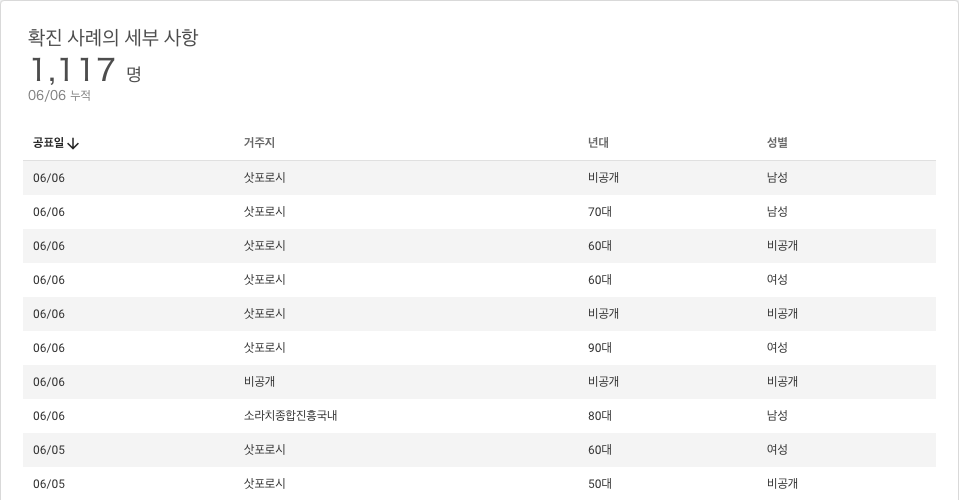 확진 사례의 세부 사항
1,117 명
06/06 누적
공표일↓ 거주지 년대 성별
06/06 삿포로시 비공개 남성
06/06 삿포로시 70대 남성
06/06 삿포로시 60대 비공개
06/06 삿포로시 60대 여성
06/06 삿포로시 비공개 비공개
06/06 삿포로시 90대 여성
06/06 비공개 비공개 비공개
06/06 소라치종합진흥국내 80대 남성
06/05 삿포로시 60대 여성
06/05 삿포로시 50대 비공개